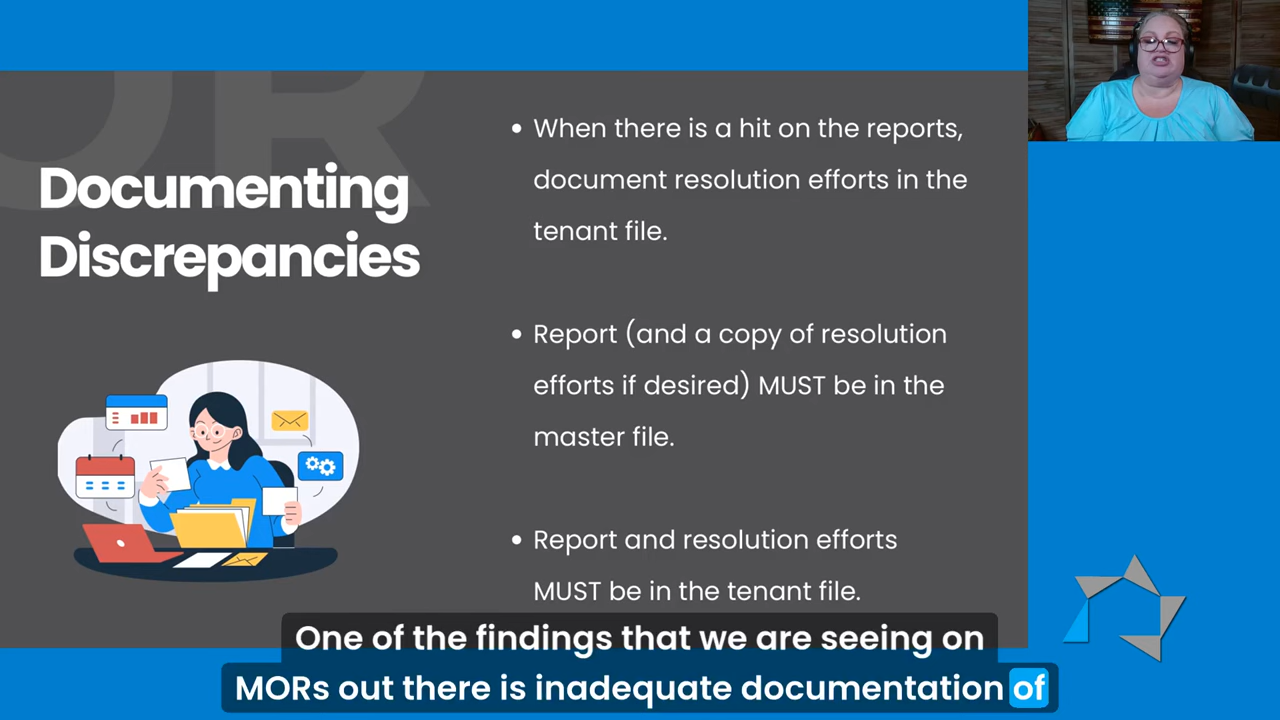 OR
Documenting
Discrepancies
• When there is a hit on the reports,
document resolution efforts in the
tenant file.
• Report (and a copy of resolution
efforts if desired) MUST be in the
master file.
• Report and resolution efforts
MUST be in the tenant file.
One of the findings that we are seeing on
MORs out there is inadequate documentation of